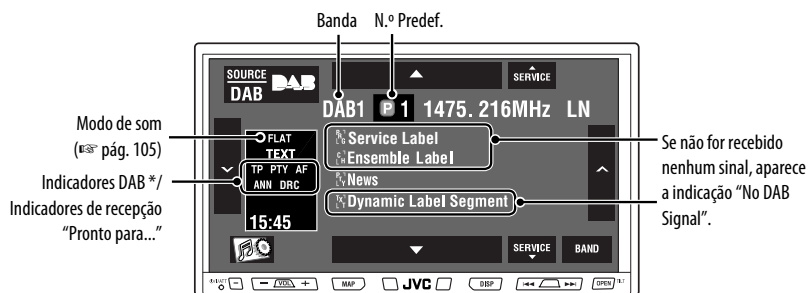 Banda N.º Predef.
SOURCE
DAB DAB
SERVICE
DAB1 P 1 1475. 216MHz LN
Modo de som
(☞ pág. 105)
FLAT
TEXT
Service Label
Ensemble Label
Se não for recebido
nenhum sinal, aparece
a indicação “No DAB
Signal”.
Indicadores DAB */
Indicadores de recepção
“Pronto para...”
TP PTY AF
ANN DRC
News
Dynamic Label Segment
15:45
SERVICE BAND
VOL MAP JVC DISP OPEN